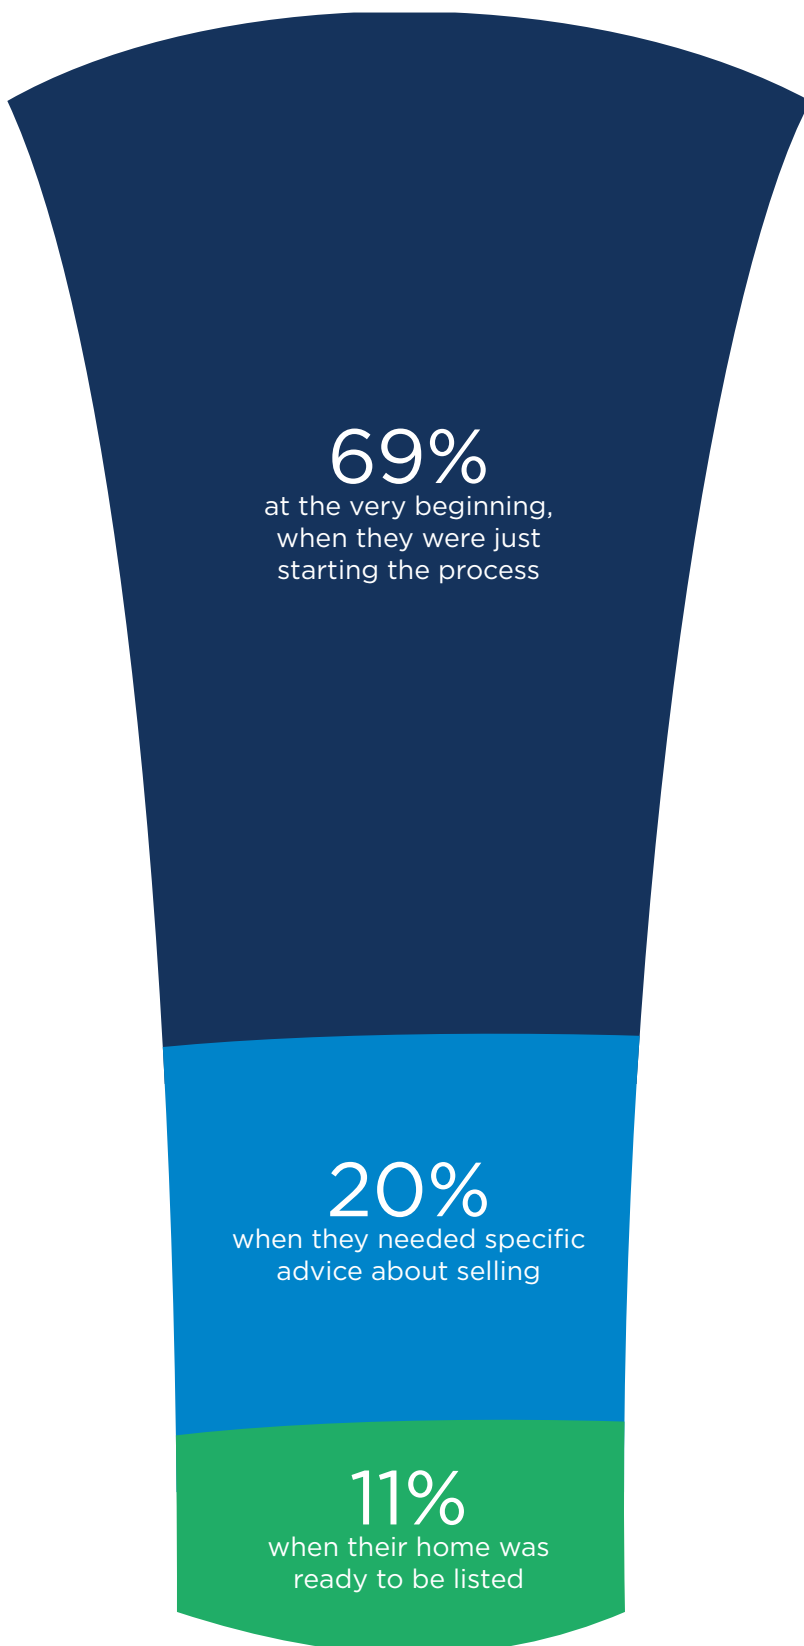 69%
at the very beginning,
when they were just
starting the process
20%
when they needed specific
advice about selling
11%
when their home was
ready to be listed